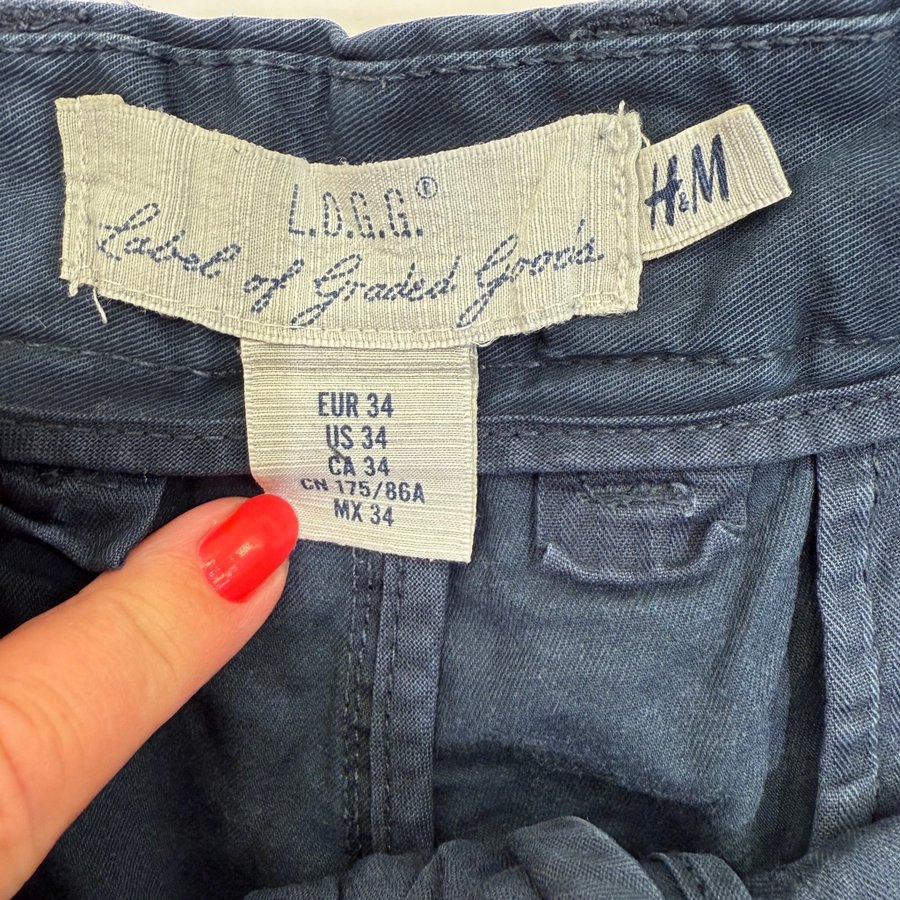 L.O.G.G.®
Label of Graded Goods
H&M
EUR 34
US 34
CA 34
CN 175/86A
MX 34